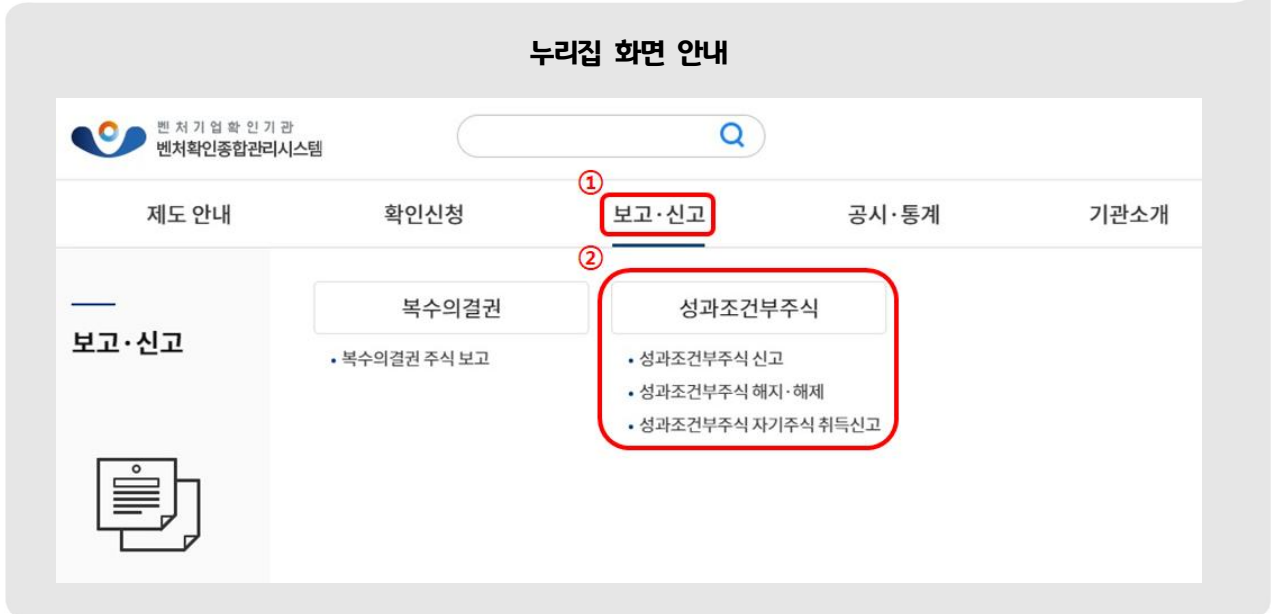 누리집 화면 안내
벤처기업확인기관
벤처확인종합관리시스템
①
제도 안내
확인신청
보고·신고
공시·통계
기관소개
②
보고·신고
복수의결권
• 복수의결권 주식 보고
성과조건부주식
• 성과조건부주식 신고
• 성과조건부주식 해지·해제
• 성과조건부주식 자기주식 취득신고